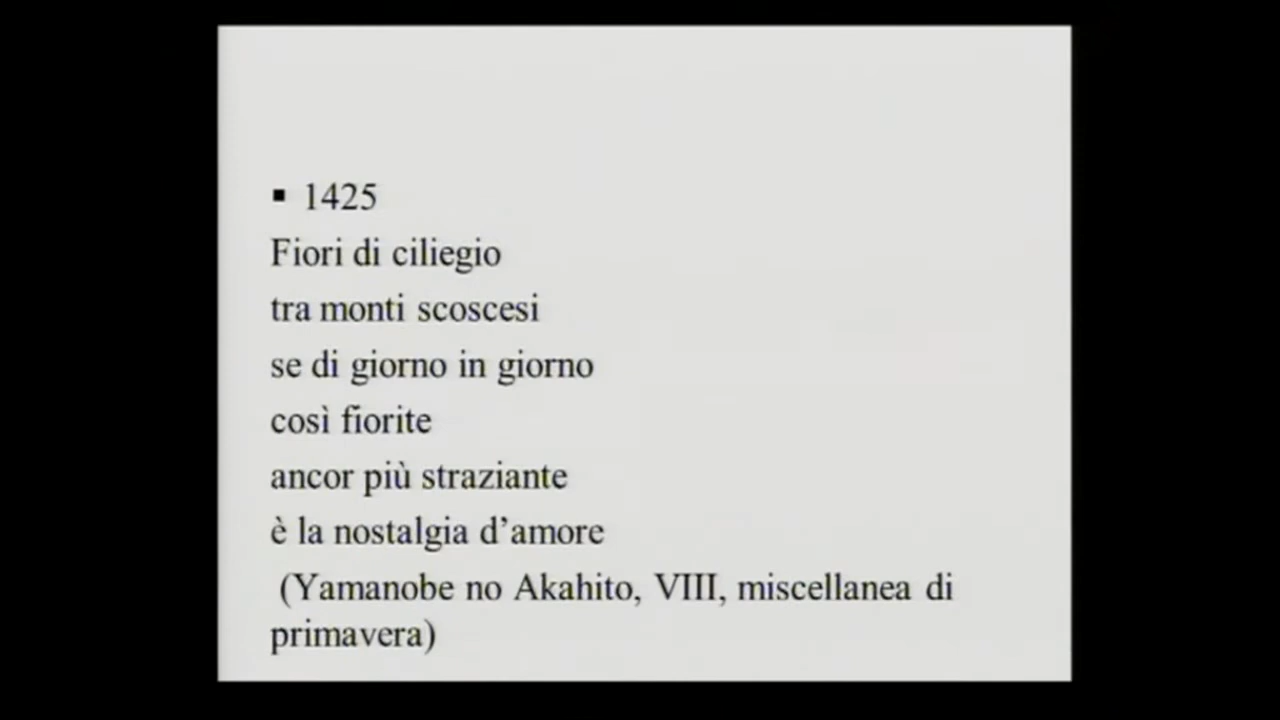 ▪ 1425
Fiori di ciliegio
tra monti scoscesi
se di giorno in giorno
così fiorite
ancor più straziante
è la nostalgia d’amore
(Yamanobe no Akahito, VIII, miscellanea di
primavera)